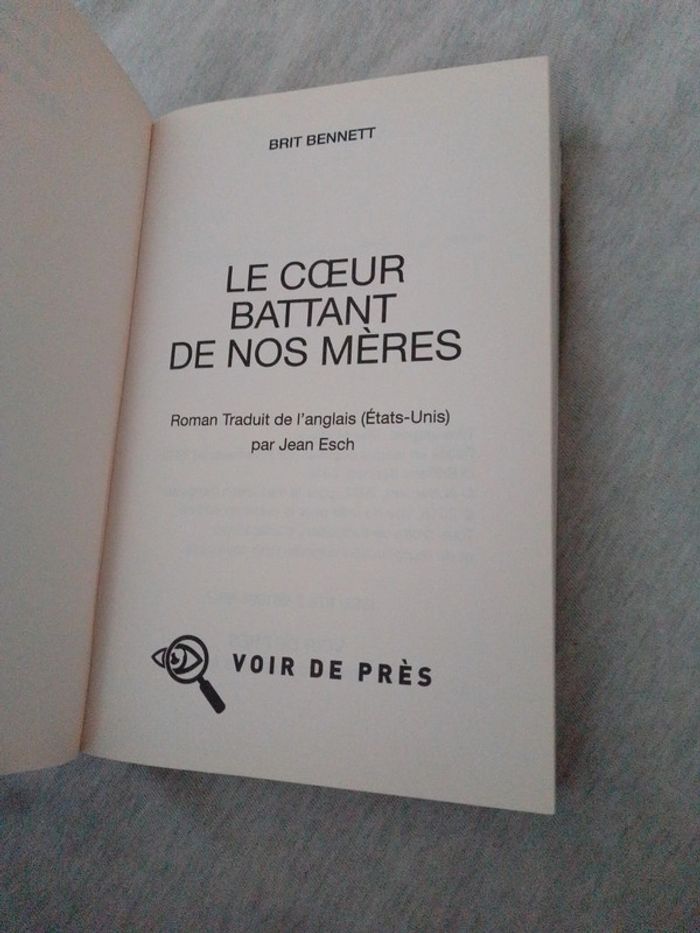 BRIT BENNETT
LE CŒUR
BATTANT
DE NOS MÈRES
Roman Traduit de l'anglais (États-Unis)
par Jean Esch
VOIR DE PRÈS